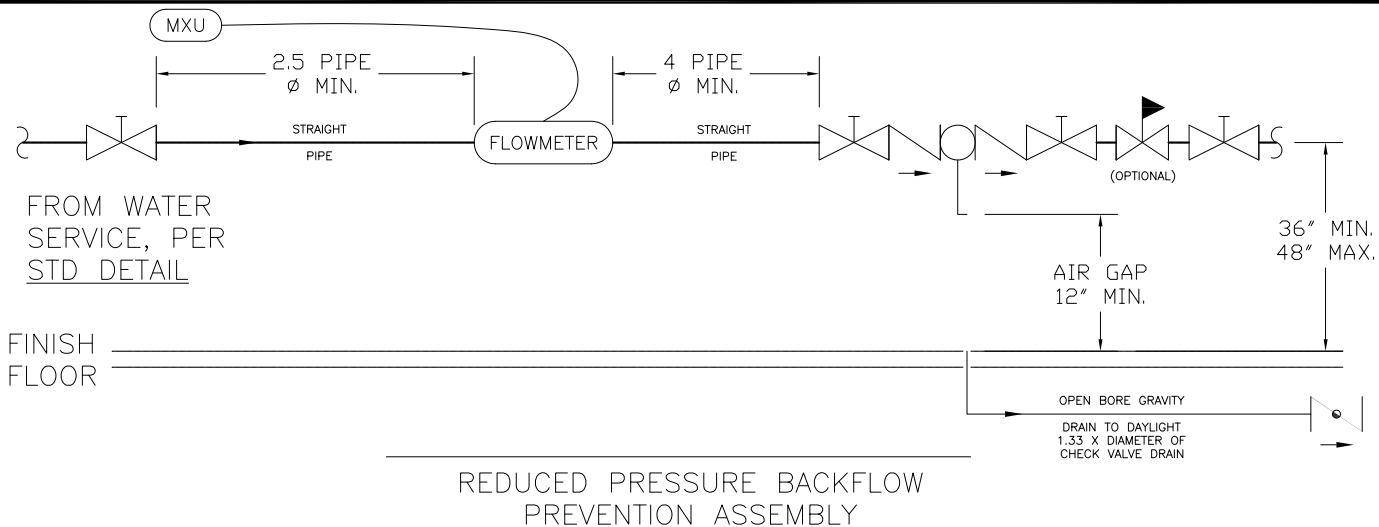 MXU
2.5 PIPE
Ø MIN.
4 PIPE
Ø MIN.
STRAIGHT
PIPE
FLOWMETER
STRAIGHT
PIPE
(OPTIONAL)
FROM WATER
SERVICE, PER
STD DETAIL
36" MIN.
48" MAX.
AIR GAP
12" MIN.
FINISH
FLOOR
OPEN BORE GRAVITY
DRAIN TO DAYLIGHT
1.33 X DIAMETER OF
CHECK VALVE DRAIN
REDUCED PRESSURE BACKFLOW
PREVENTION ASSEMBLY